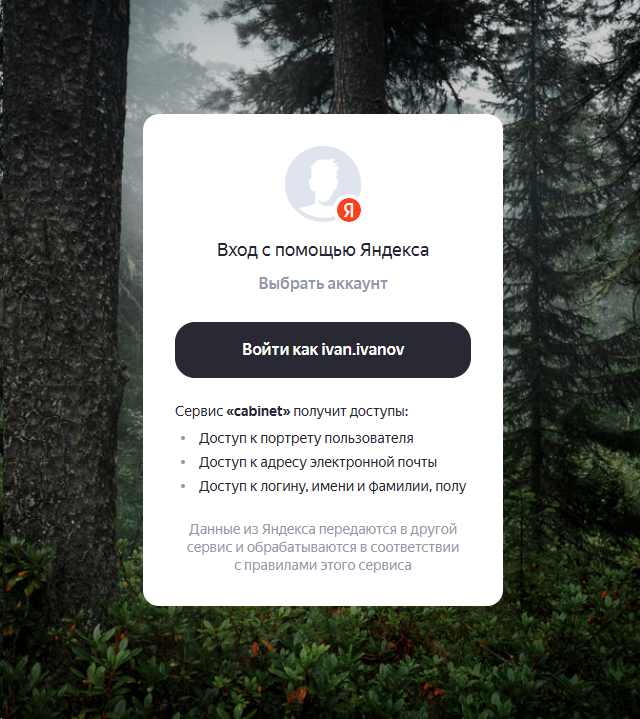 Я
Вход с помощью Яндекса
Выбрать аккаунт
Войти как ivan.ivanov
Сервис «cabinet» получит доступы:
• Доступ к портрету пользователя
• Доступ к адресу электронной почты
• Доступ к логину, имени и фамилии, полу
Данные из Яндекса передаются в другой
сервис и обрабатываются в соответствии
с правилами этого сервиса